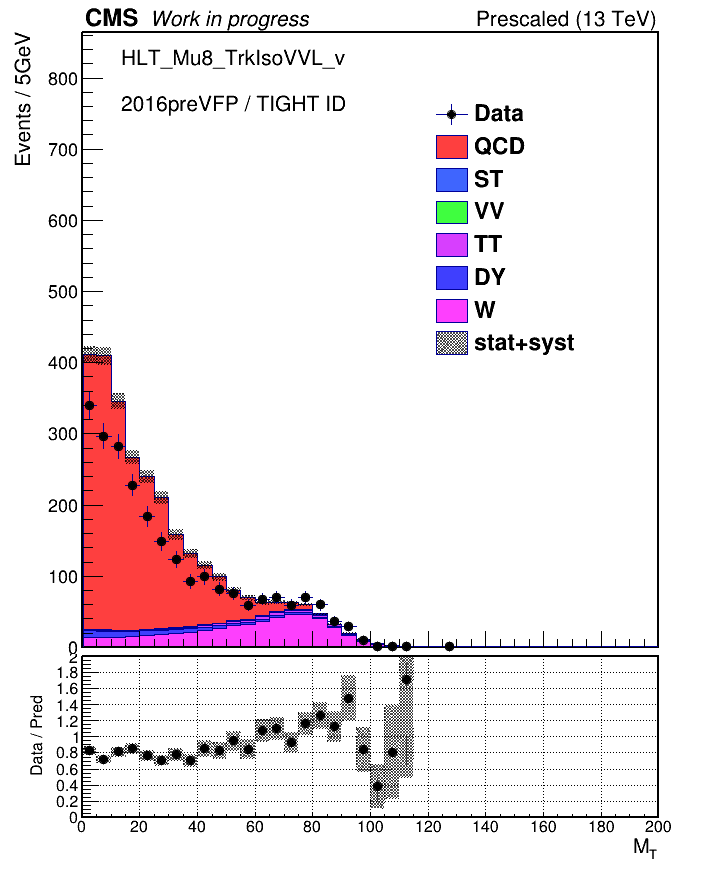 CMS Work in progress Prescaled (13 TeV)
HLT_Mu8_TrkIsoVVL_v
2016preVFP / TIGHT ID
Events / 5GeV
800
700
600
500
400
300
200
100
0
Data
QCD
ST
VV
TT
DY
W
stat+syst
Data / Pred
2
1.8
1.6
1.4
1.2
1
0.8
0.6
0.4
0.2
0
0 20 40 60 80 100 120 140 160 180 200
M_T